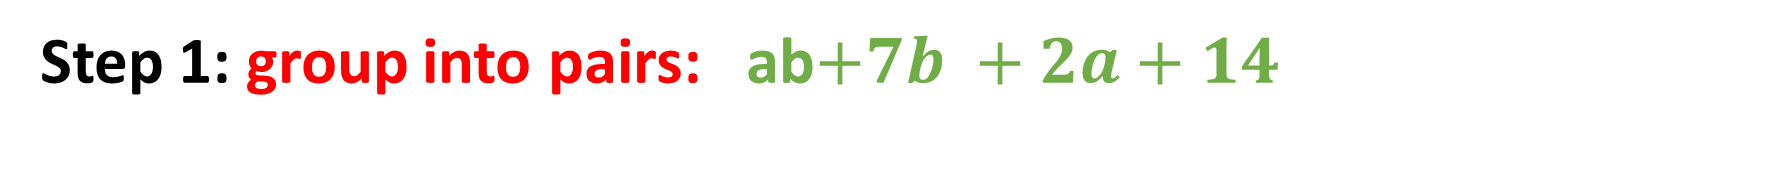 Step 1: group into pairs: ab+7b + 2a + 14